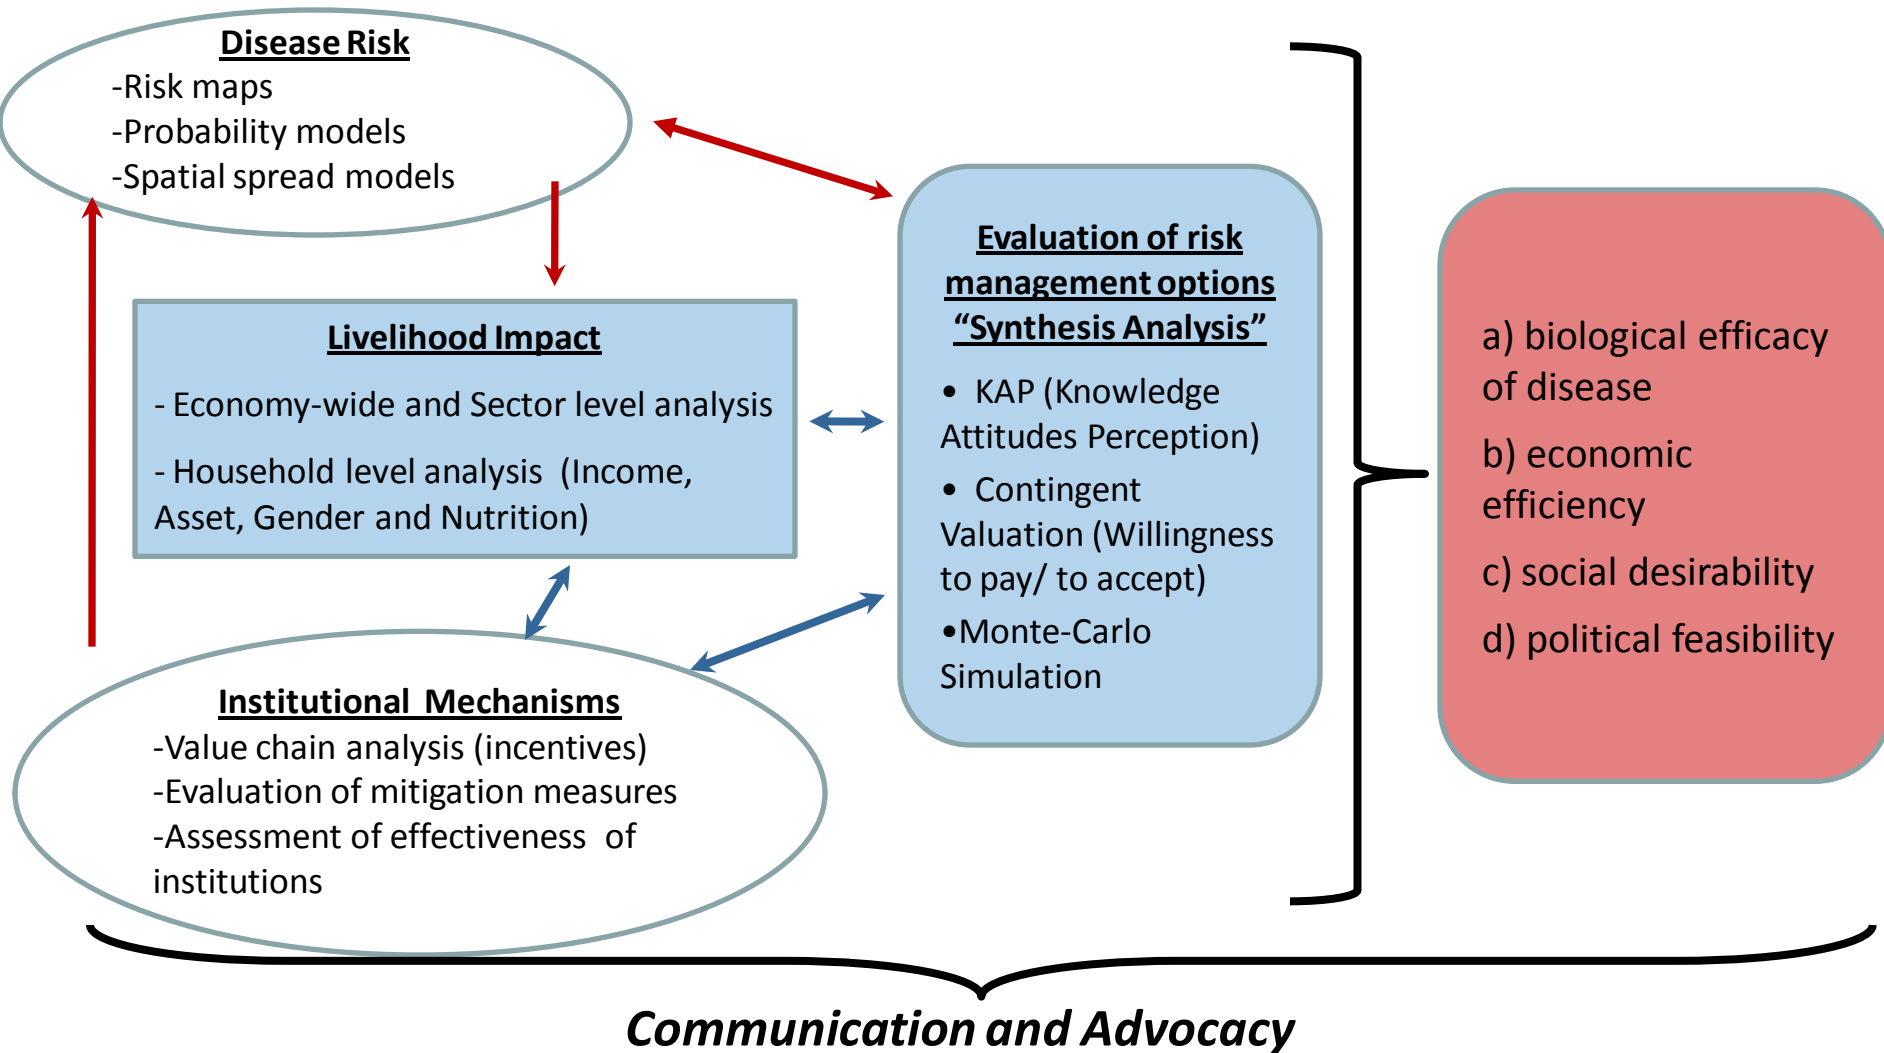 Disease Risk
-Risk maps
-Probability models
-Spatial spread models
Livelihood Impact
- Economy-wide and Sector level analysis
- Household level analysis (Income,
Asset, Gender and Nutrition)
Institutional Mechanisms
-Value chain analysis (incentives)
-Evaluation of mitigation measures
-Assessment of effectiveness of
institutions
Evaluation of risk
management options
“Synthesis Analysis”
• KAP (Knowledge
Attitudes Perception)
• Contingent
Valuation (Willingness
to pay/ to accept)
•Monte-Carlo
Simulation
a) biological efficacy
of disease
b) economic
efficiency
c) social desirability
d) political feasibility
Communication and Advocacy